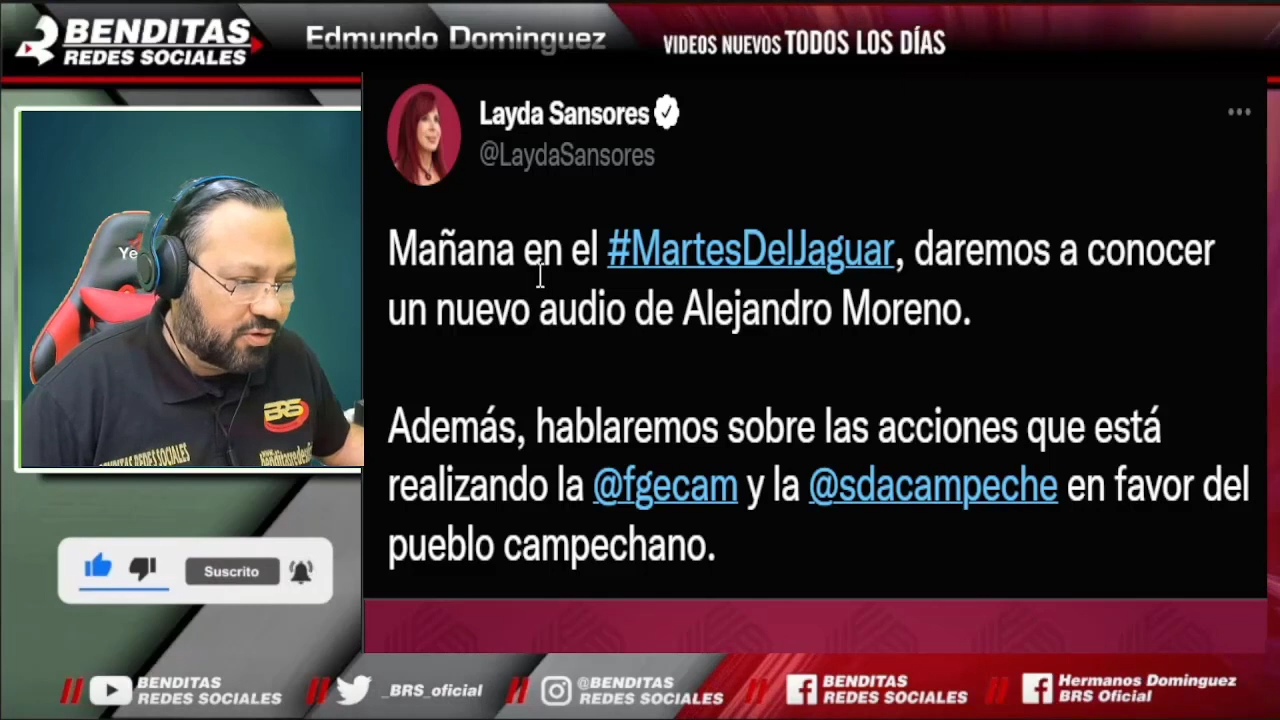 BENDITAS
REDES SOCIALES
Edmundo Dominguez
VIDEOS NUEVOS TODOS LOS DÍAS
Layda Sansores
@LaydaSansores
Mañana en el #MartesDelJaguar, daremos a conocer
un nuevo audio de Alejandro Moreno.
Además, hablaremos sobre las acciones que está
realizando la @fgecam y la @sdacampeche en favor del
pueblo campechano.
Ye
BRS
Suscrito
BENDITAS
REDES SOCIALES
_BRS_oficial
@BENDITAS
REDES SOCIALES
BENDITAS
REDES SOCIALES
Hermanos Dominguez
BRS Oficial